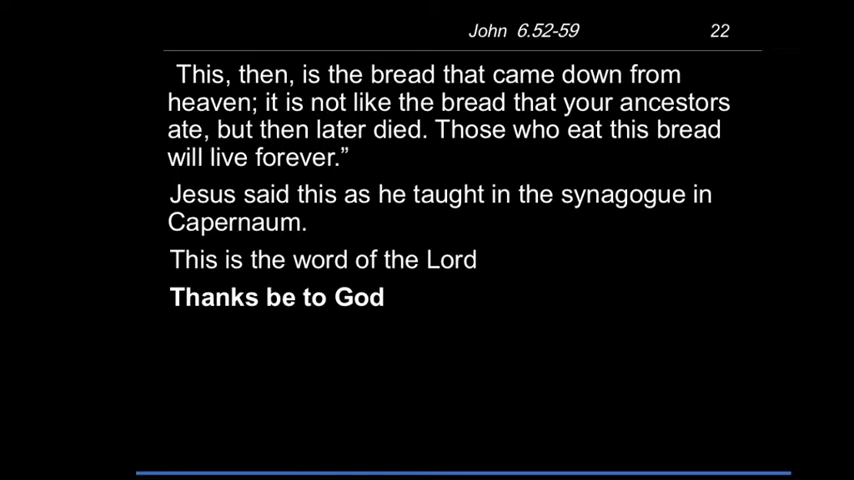 John 6.52-59 22
This, then, is the bread that came down from
heaven; it is not like the bread that your ancestors
ate, but then later died. Those who eat this bread
will live forever.”
Jesus said this as he taught in the synagogue in
Capernaum.
This is the word of the Lord
Thanks be to God